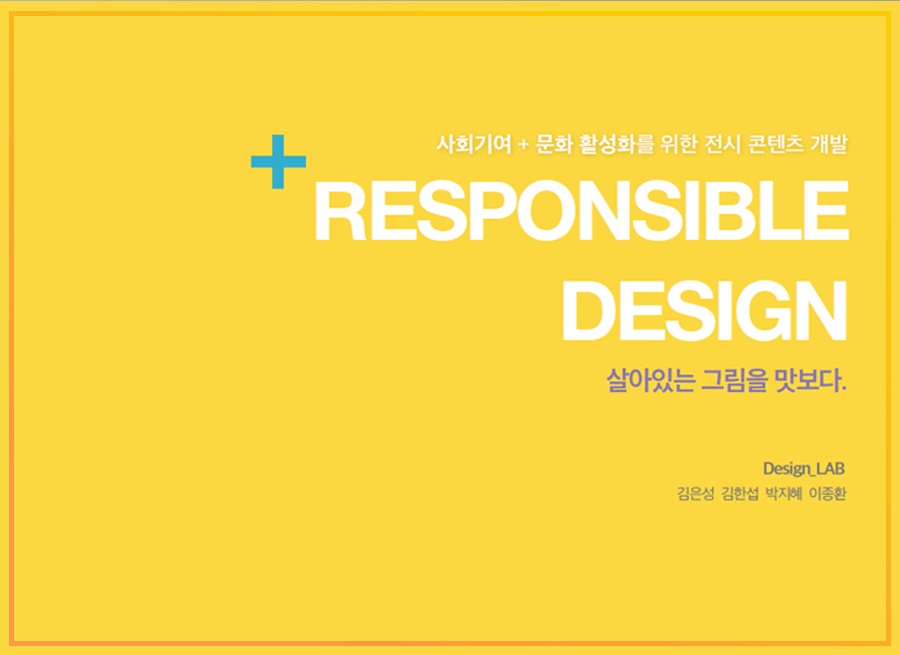 사회기여 + 문화 활성화를 위한 전시 콘텐츠 개발
+RESPONSIBLE
DESIGN
살아있는 그림을 맛보다.
Design_LAB
김은성 김한섭 박지혜 이종환